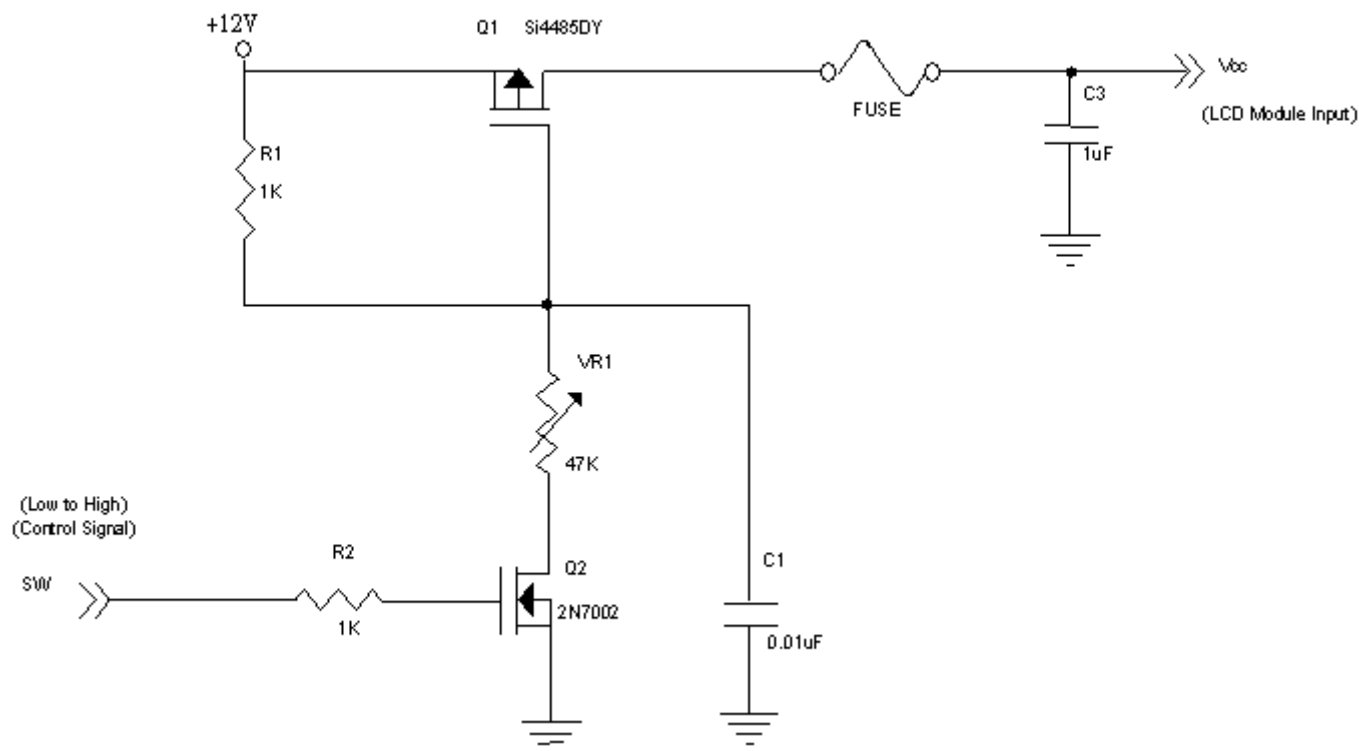 +12V
Q1 Si4485DY
Vcc
FUSE
C3
(LCD Module Input)
R1
1uF
1K
VR1
47K
(Low to High)
(Control Signal)
R2
Q2
C1
SW
2N7002
1K
0.01uF